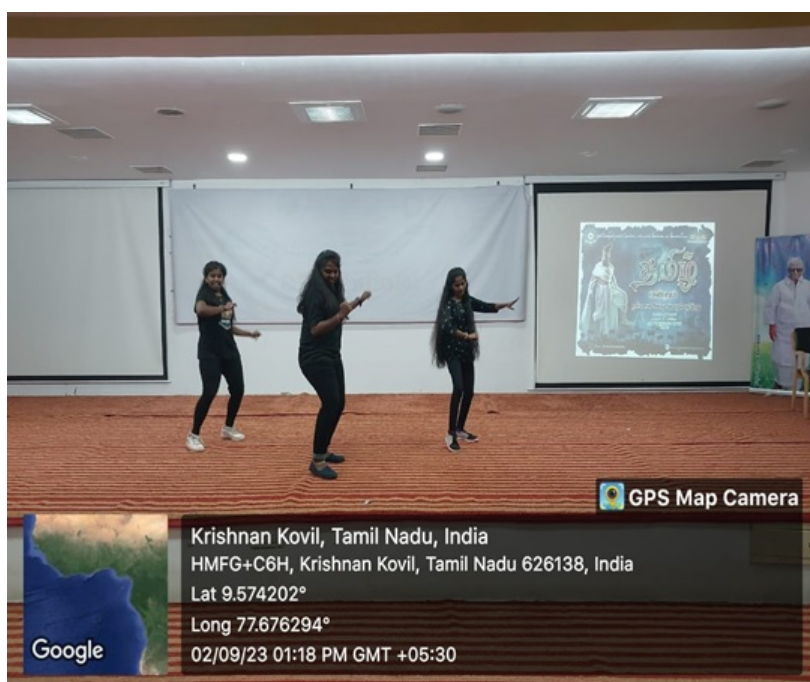 தமிழ்
GPS Map Camera
Krishnan Kovil, Tamil Nadu, India
HMFG+C6H, Krishnan Kovil, Tamil Nadu 626138, India
Lat 9.574202°
Long 77.676294°
02/09/23 01:18 PM GMT +05:30
Google